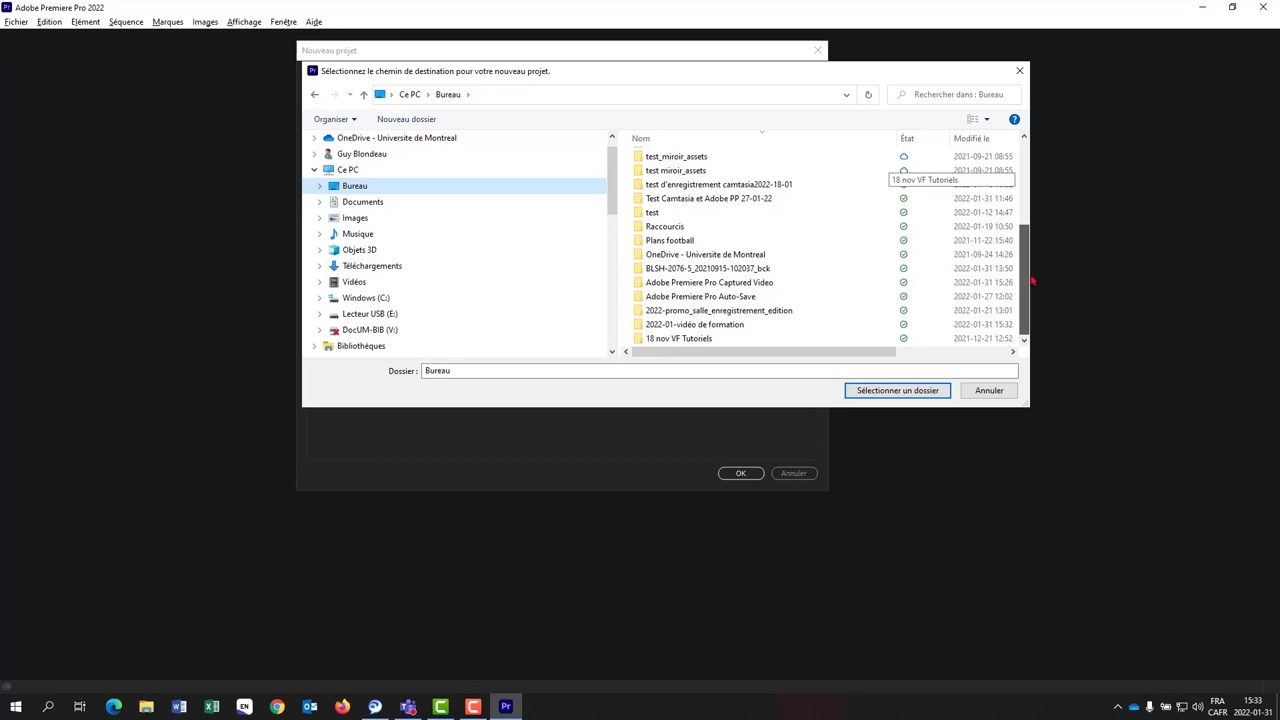 Adobe Premiere Pro 2022
Fichier Edition Elément Séquence Marques Images Affichage Fenêtre Aide
Nouveau projet
Sélectionnez le chemin de destination pour votre nouveau projet.
Ce PC Bureau
Rechercher dans : Bureau
Organiser Nouveau dossier
OneDrive - Universite de Montreal
Guy Blondeau
Ce PC
Bureau
Documents
Images
Musique
Objets 3D
Téléchargements
Vidéos
Windows (C:)
Lecteur USB (E:)
DocUM-BIB (V:)
Bibliothèques
Nom État Modifié le
test_miroir_assets 2021-09-21 08:55
test miroir_assets 2021-09-21 08:55
18 nov VF Tutoriels
test d'enregistrement camtasia2022-18-01
Test Camtasia et Adobe PP 27-01-22 2022-01-31 11:46
test 2022-01-12 14:47
Raccourcis 2022-01-19 10:50
Plans football 2021-11-22 15:40
OneDrive - Universite de Montreal 2021-09-24 14:26
BLSH-2076-5_20210915-102037_bck 2022-01-31 13:50
Adobe Premiere Pro Captured Video 2022-01-31 15:26
Adobe Premiere Pro Auto-Save 2022-01-27 12:02
2022-promo_salle_enregistrement_edition 2022-01-21 13:01
2022-01-vidéo de formation 2022-01-31 15:32
18 nov VF Tutoriels 2021-12-21 12:52
Dossier : Bureau
Sélectionner un dossier Annuler
OK Annuler
EN
FRA 15:33
CAFR 2022-01-31